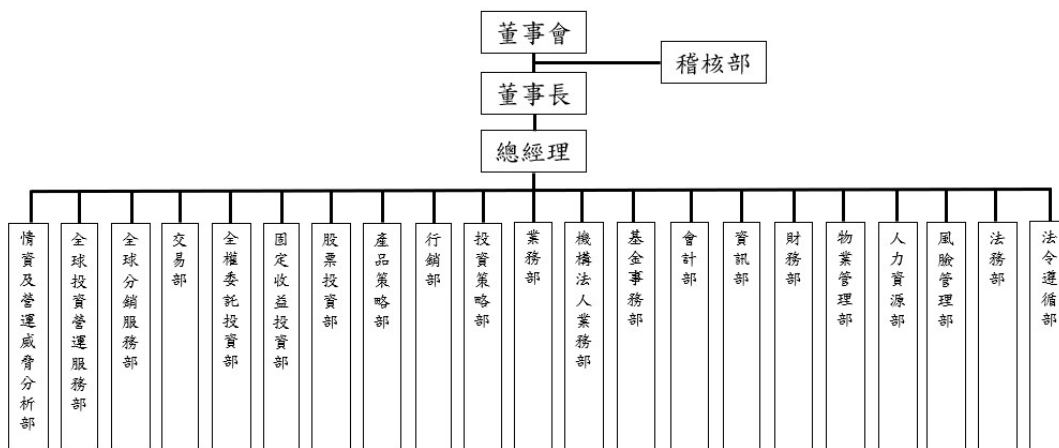 董事會
稽核部
董事長
總經理
情資及營運威脅分析部
全球投資營運服務部
全球分銷服務部
交易部
全權委託投資部
固定收益投資部
股票投資部
產品策略部
行銷部
投資策略部
業務部
機構法人業務部
基金事務部
會計部
資訊部
財務部
物業管理部
人力資源部
風險管理部
法務部
法令遵循部